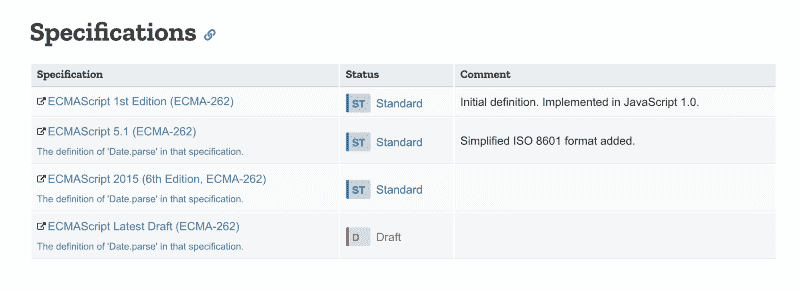 Specifications
Specification Status Comment
ECMAScript 1st Edition (ECMA-262) ST Standard Initial definition. Implemented in JavaScript 1.0.
ECMAScript 5.1 (ECMA-262)
The definition of 'Date.parse' in that specification.
ST Standard Simplified ISO 8601 format added.
ECMAScript 2015 (6th Edition, ECMA-262)
The definition of 'Date.parse' in that specification.
ST Standard
ECMAScript Latest Draft (ECMA-262)
The definition of 'Date.parse' in that specification.
D Draft